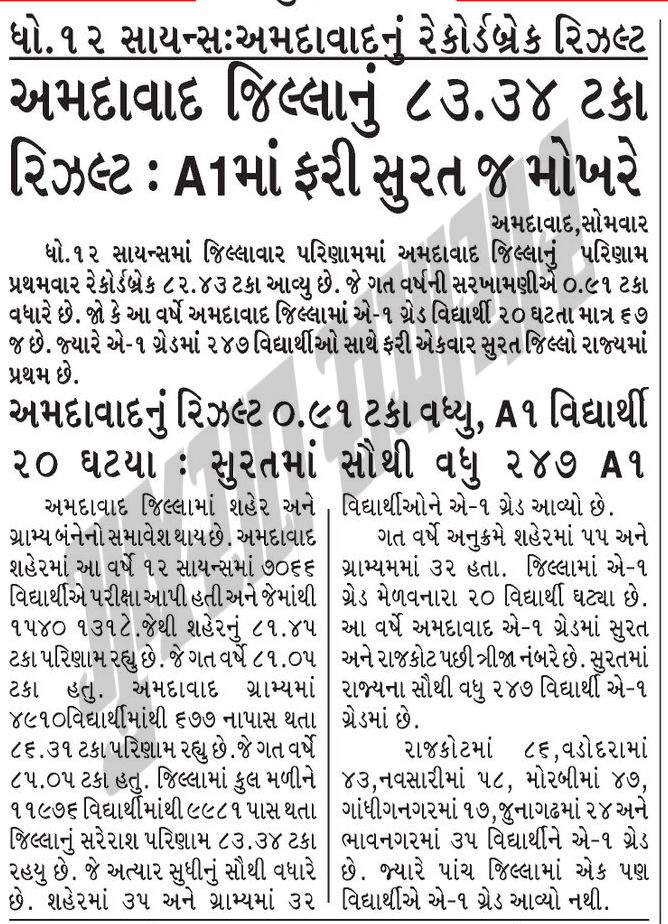 ધો.૧૨ સાયન્સઃઅમદાવાદનું રેકોર્ડબ્રેક રિઝલ્ટ
અમદાવાદ જિલ્લાનું ૮૩.૩૪ ટકા
રિઝલ્ટ : A1માં ફરી સુરત જ મોખરે
અમદાવાદ,સોમવાર
ધો.૧૨ સાયન્સમાં જિલ્લાવાર પરિણામમાં અમદાવાદ જિલ્લાનું પરિણામ
પ્રથમવાર રેકોર્ડબ્રેક ૮૨.૪૩ ટકા આવ્યુ છે. જે ગત વર્ષની સરખામણીએ ૦.૯૧ ટકા
વધારે છે. જો કે આ વર્ષે અમદાવાદ જિલ્લામાં એ-૧ ગ્રેડ વિદ્યાર્થી ૨૦ ઘટતા માત્ર ૬૭
જ છે. જ્યારે એ-૧ ગ્રેડમાં ૨૪૭ વિદ્યાર્થીઓ સાથે ફરી એકવાર સુરત જિલ્લો રાજ્યમાં
પ્રથમ છે.
અમદાવાદનું રિઝલ્ટ ૦.૯૧ ટકા વધ્યુ, A૧ વિદ્યાર્થી
૨૦ ઘટયા : સુરતમાં સૌથી વધુ ૨૪૭ A૧
અમદાવાદ જિલ્લામાં શહેર અને
ગ્રામ્ય બંનેનો સમાવેશ થાય છે. અમદાવાદ
શહેરમાં આ વર્ષે ૧૨ સાયન્સમાં ૭૦૬૬
વિદ્યાર્થીએ પરીક્ષા આપી હતી અને જેમાંથી
૧૫૪૦ ૧૩૧ટે.જેથી શહેરનું ૮૧.૪૫
ટકા પરિણામ રહ્યુ છે. જે ગત વર્ષે ૮૧.૦૫
ટકા હતુ. અમદાવાદ ગ્રામ્યમાં
૪૯૧૦વિદ્યાર્થીમાંથી ૬૭૭ નાપાસ થતા
૮૬.૩૧ ટકા પરિણામ રહ્યુ છે.જે ગત વર્ષે
૮૫.૦૫ ટકા હતુ. જિલ્લામાં કુલ મળીને
૧૧૯૭૬ વિદ્યાર્થીમાંથી ૯૯૮૧ પાસ થતા
જિલ્લાનું સરેરાશ પરિણામ ૮૩.૩૪ ટકા
રહયુ છે. જે અત્યાર સુધીનું સૌથી વધારે
છે. શહેરમાં ૩૫ અને ગ્રામ્યમાં ૩૨
વિદ્યાર્થીઓને એ-૧ ગ્રેડ આવ્યો છે.
ગત વર્ષે અનુક્રમે શહેરમાં ૫૫ અને
ગ્રામ્યમમાં ૩૨ હતા. જિલ્લામાં એ-૧
ગ્રેડ મેળવનારા ૨૦ વિદ્યાર્થી ઘટ્યા છે.
આ વર્ષે અમદાવાદ એ-૧ ગ્રેડમાં સુરત
અને રાજકોટ પછી ત્રીજા નંબરે છે. સુરતમાં
રાજ્યના સૌથી વધુ ૨૪૭ વિદ્યાર્થી એ-૧
ગ્રેડમાં છે.
રાજકોટમાં ૮૬,વડોદરામાં
૪૩,નવસારીમાં ૫૮, મોરબીમાં ૪૭,
ગાંધીગનગરમાં ૧૭,જુનાગઢમાં ૨૪ અને
ભાવનગરમાં ૩૫ વિદ્યાર્થીને એ-૧ ગ્રેડ
છે. જ્યારે પાંચ જિલ્લામાં એક પણ
વિદ્યાર્થીએ એ-૧ ગ્રેડ આવ્યો નથી.
ગુજરાત સમાચાર